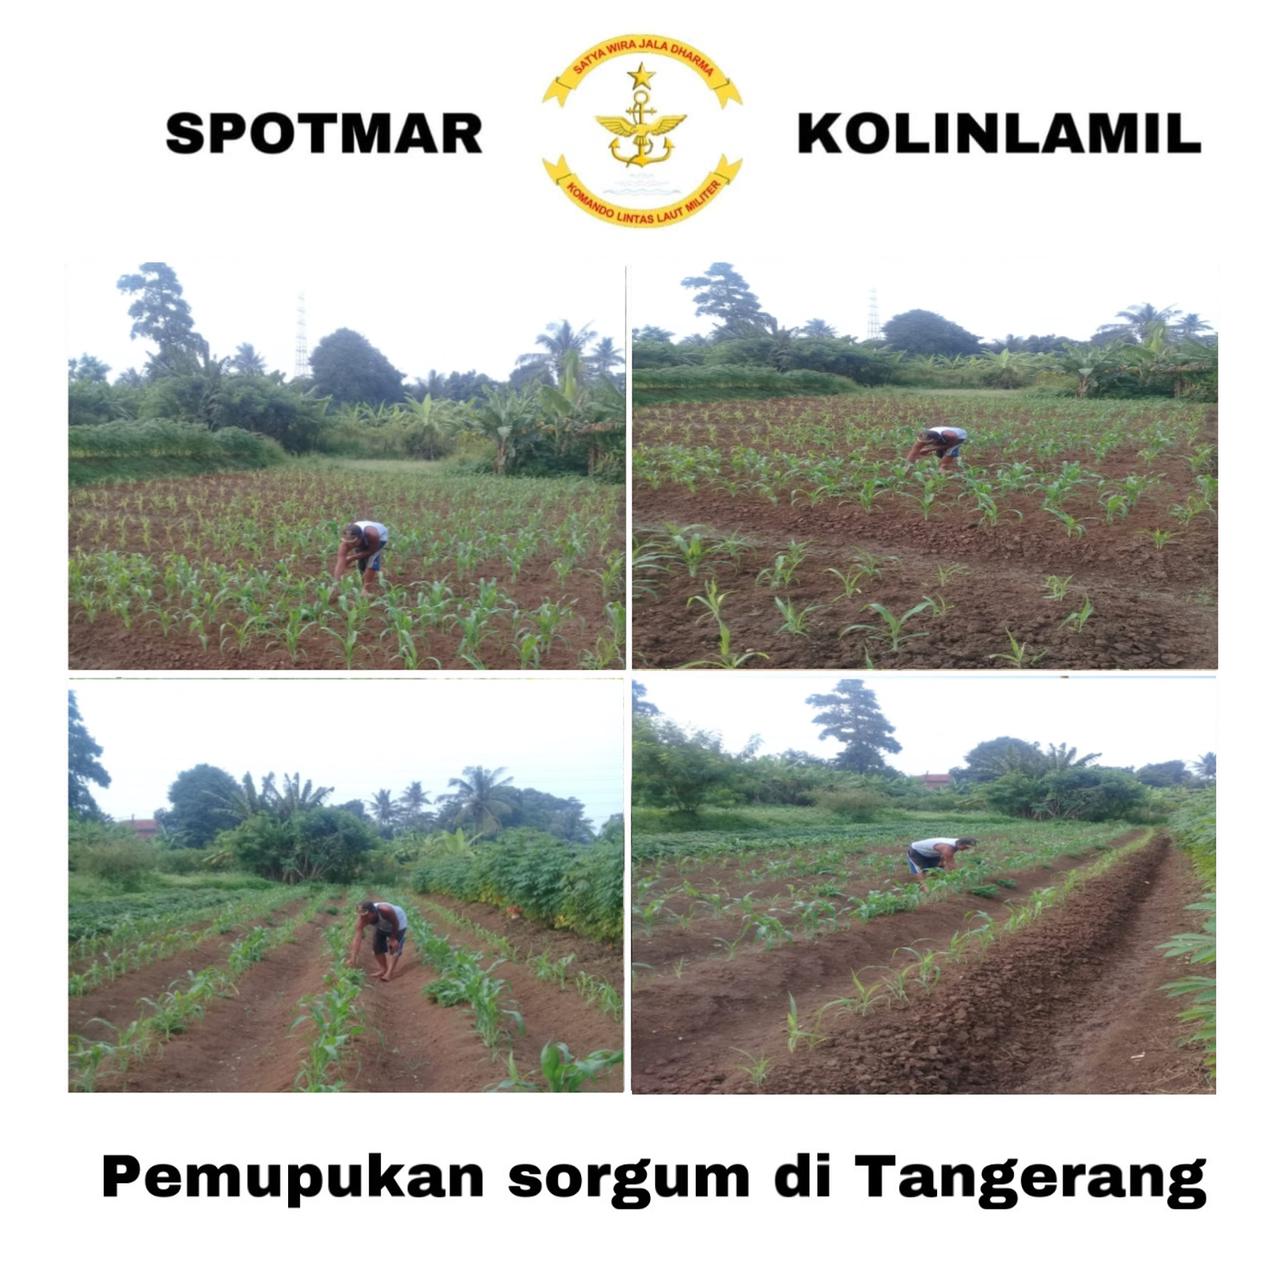 SPOTMAR
SATYA WIRA JALA DHARMA
KOMANDO LINTAS LAUT MILITER
KOLINLAMIL
Pemupukan sorgum di Tangerang